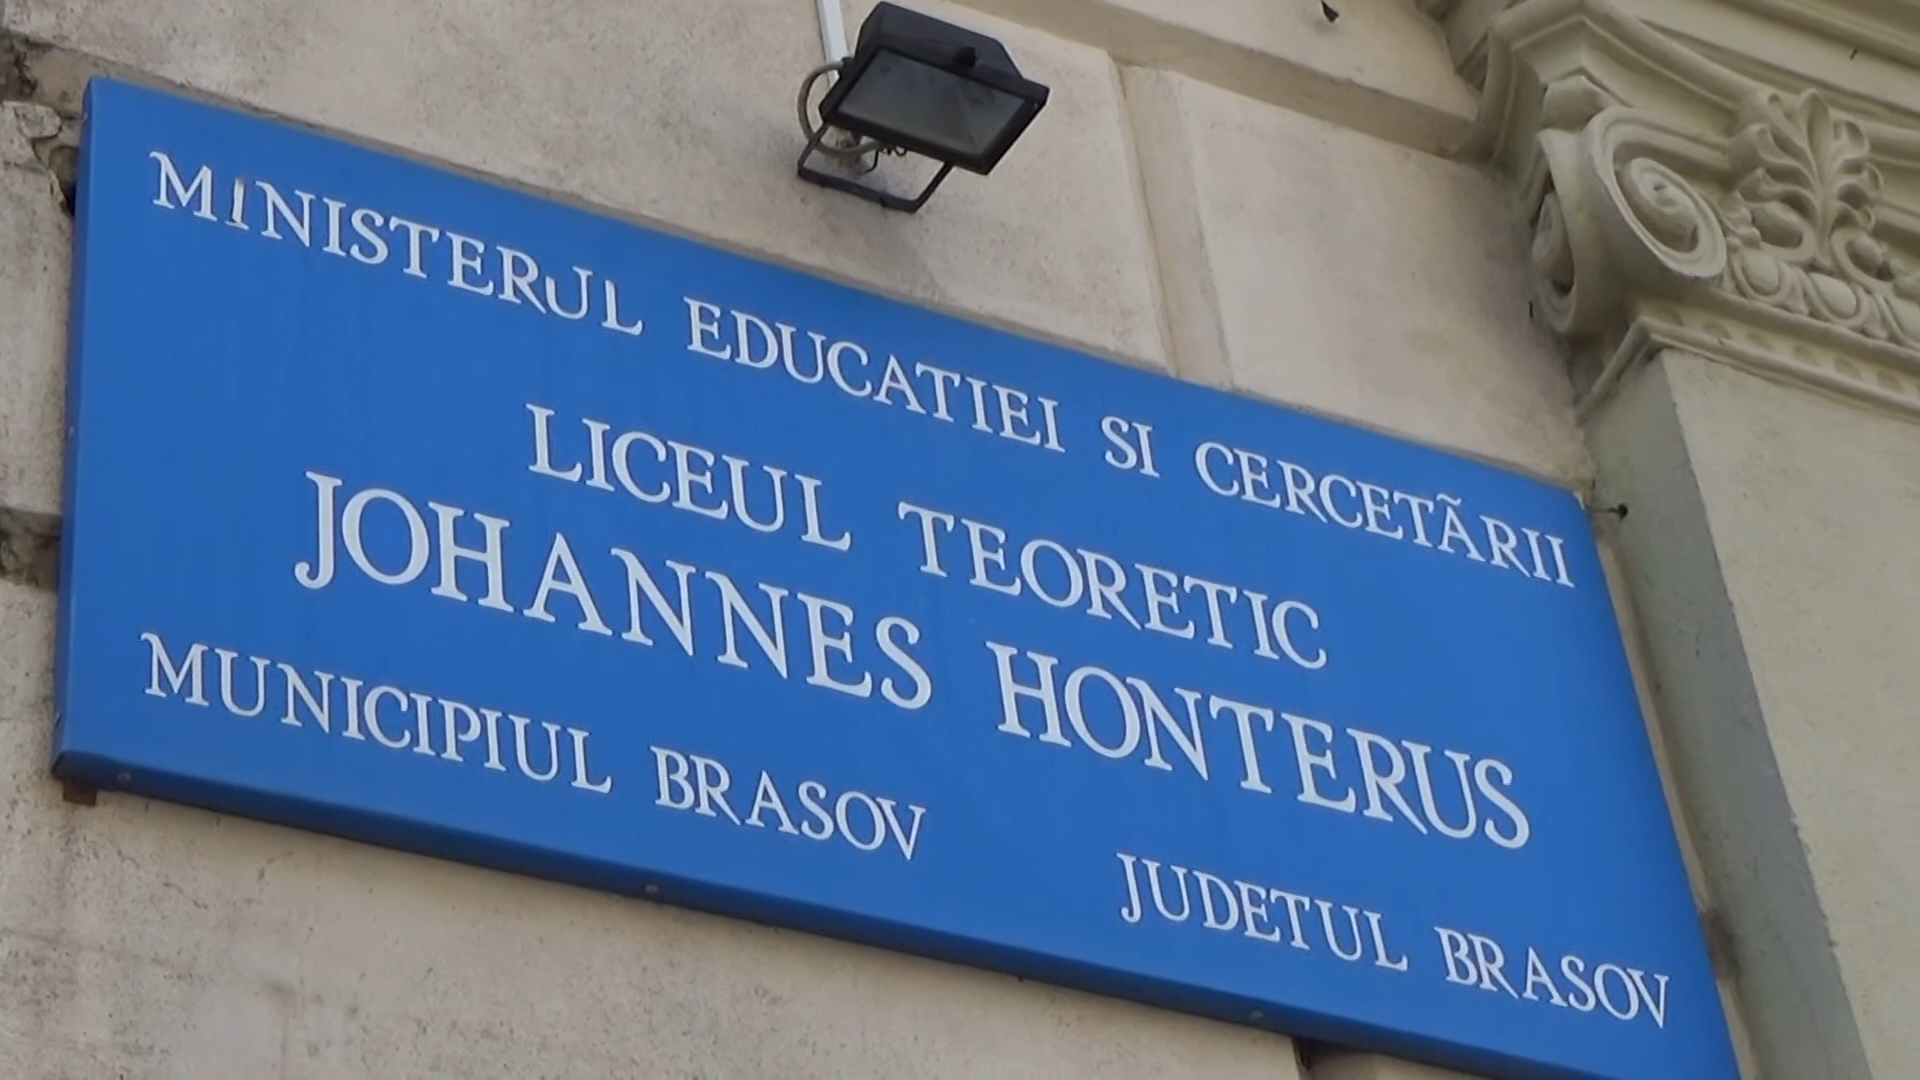 MINISTERUL EDUCATIEI SI CERCETÃRII
LICEUL TEORETIC
JOHANNES HONTERUS
MUNICIPIUL BRASOV JUDETUL BRASOV